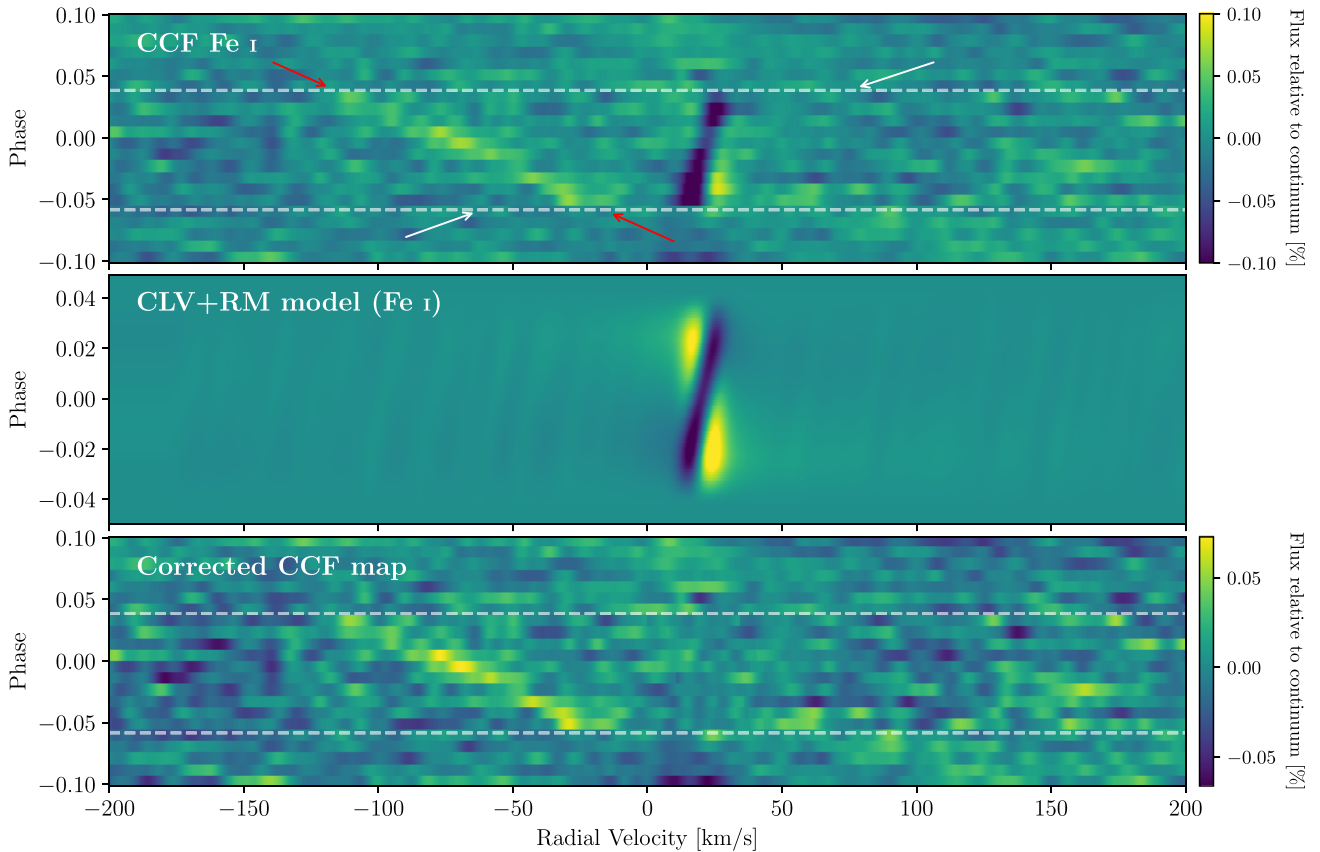 CCF Fe ɪ
0.10
0.05
0.00
−0.05
−0.10
Phase
0.10
0.05
0.00
−0.05
−0.10
Flux relative to continuum [%]
CLV+RM model (Fe ɪ)
0.04
0.02
0.00
−0.02
−0.04
Phase
Corrected CCF map
0.10
0.05
0.00
−0.05
−0.10
Phase
0.05
0.00
−0.05
Flux relative to continuum [%]
−200 −150 −100 −50 0 50 100 150 200
Radial Velocity [km/s]